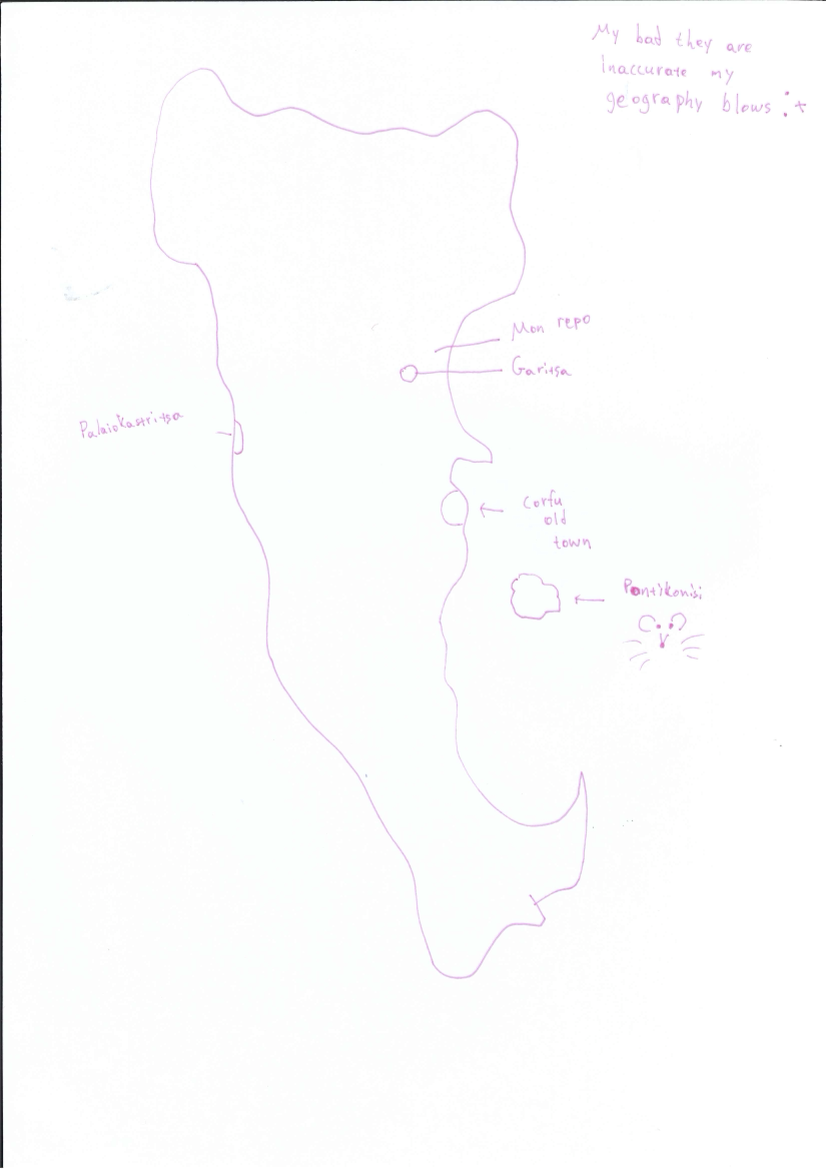 My bad they are
inaccurate my
geography blows :+
Mon repo
Garitsa
Palaiokastritsa
Corfu
old
town
Pontikonisi